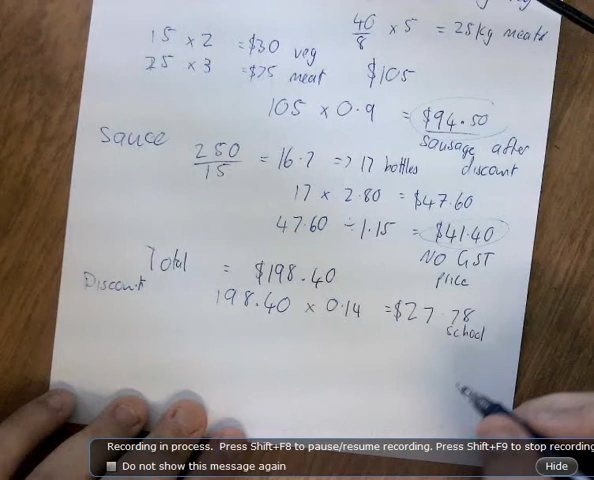 40/8 x 5 = 25kg meats
15 x 2 = $30 veg
25 x 3 = $75 meat $105
105 x 0.9 = $94.50
Sausage after discount
Sauce
250/15 = 16.7 => 17 bottles
17 x 2.80 = $47.60
47.60 ÷ 1.15 = $41.40
NO GST
price
Total = $198.40
Discount
198.40 x 0.14 = $27.78
School
Recording in process. Press Shift+F8 to pause/resume recording. Press Shift+F9 to stop recording
Do not show this message again
Hide